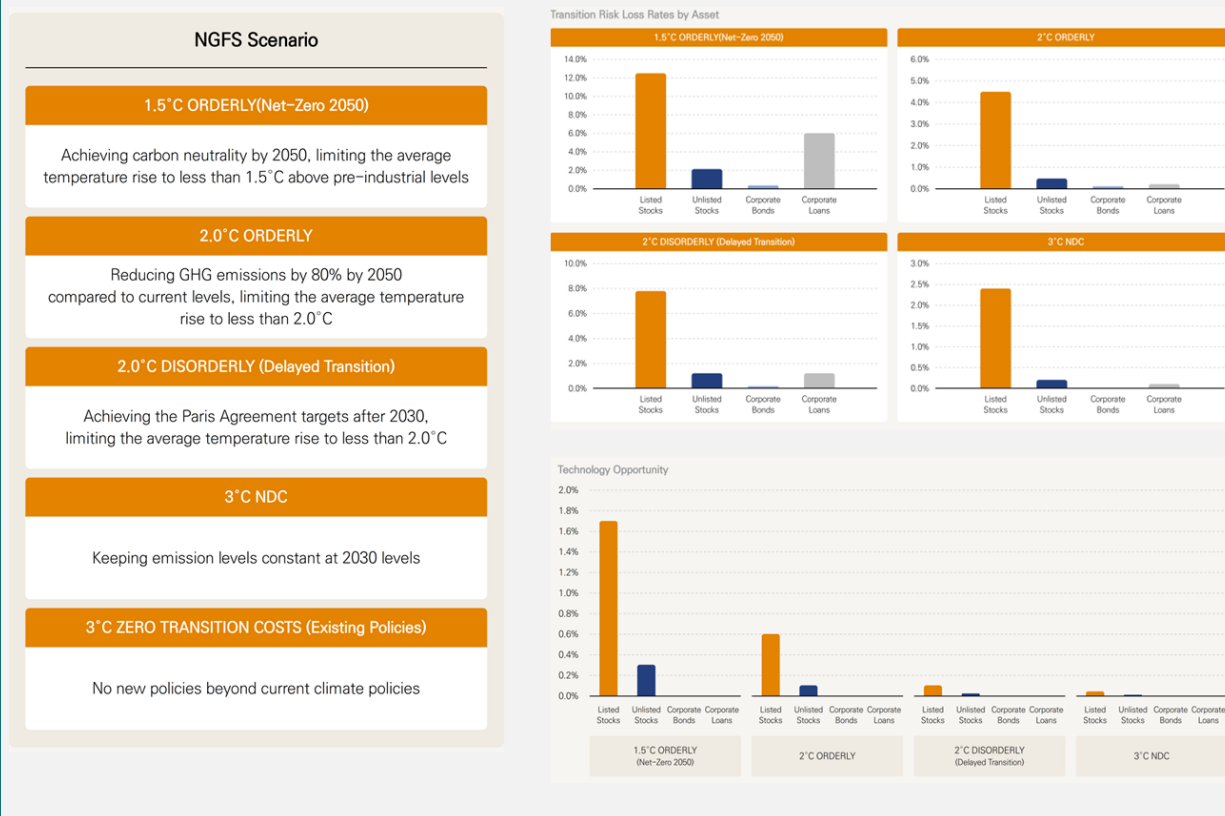 NGFS Scenario
1.5˚C ORDERLY(Net-Zero 2050)
Achieving carbon neutrality by 2050, limiting the average
temperature rise to less than 1.5˚C above pre-industrial levels
2.0˚C ORDERLY
Reducing GHG emissions by 80% by 2050
compared to current levels, limiting the average temperature
rise to less than 2.0˚C
2.0˚C DISORDERLY (Delayed Transition)
Achieving the Paris Agreement targets after 2030,
limiting the average temperature rise to less than 2.0˚C
3˚C NDC
Keeping emission levels constant at 2030 levels
3˚C ZERO TRANSITION COSTS (Existing Policies)
No new policies beyond current climate policies
Transition Risk Loss Rates by Asset
1.5˚C ORDERLY(Net-Zero 2050)
14.0%
12.0%
10.0%
8.0%
6.0%
4.0%
2.0%
0.0%
Listed Unlisted Corporate Corporate
Stocks Stocks Bonds Loans
2˚C ORDERLY
6.0%
5.0%
4.0%
3.0%
2.0%
1.0%
0.0%
Listed Unlisted Corporate Corporate
Stocks Stocks Bonds Loans
2˚C DISORDERLY (Delayed Transition)
10.0%
8.0%
6.0%
4.0%
2.0%
0.0%
Listed Unlisted Corporate Corporate
Stocks Stocks Bonds Loans
3˚C NDC
3.0%
2.5%
2.0%
1.5%
1.0%
0.5%
0.0%
Listed Unlisted Corporate Corporate
Stocks Stocks Bonds Loans
Technology Opportunity
2.0%
1.8%
1.6%
1.4%
1.2%
1.0%
0.8%
0.6%
0.4%
0.2%
0.0%
Listed Unlisted Corporate Corporate Listed Unlisted Corporate Corporate Listed Unlisted Corporate Corporate Listed Unlisted Corporate Corporate
Stocks Stocks Bonds Loans Stocks Stocks Bonds Loans Stocks Stocks Bonds Loans Stocks Stocks Bonds Loans
1.5˚C ORDERLY
(Net-Zero 2050)
2˚C ORDERLY
2˚C DISORDERLY
(Delayed Transition)
3˚C NDC